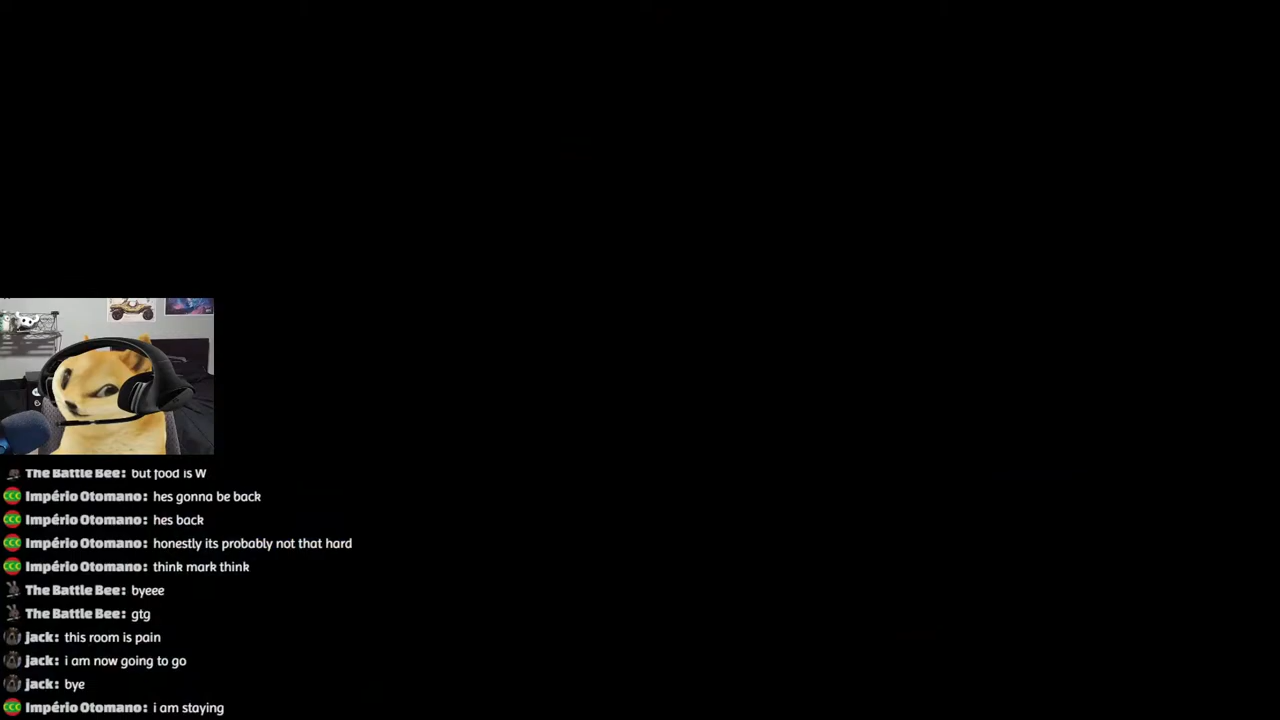 The Battle Bee: but food is W
Império Otomano: hes gonna be back
Império Otomano: hes back
Império Otomano: honestly its probably not that hard
Império Otomano: think mark think
The Battle Bee: byeee
The Battle Bee: gtg
jack: this room is pain
jack: i am now going to go
jack: bye
Império Otomano: i am staying